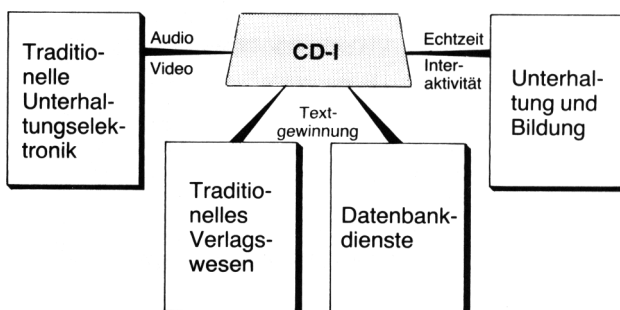 Traditio-
nelle
Unterhal-
tungselek-
tronik
Audio
Video
CD-I
Echtzeit
Inter-
aktivität
Unterhal-
tung und
Bildung
Text-
gewinnung
Traditio-
nelles
Verlags-
wesen
Datenbank-
dienste